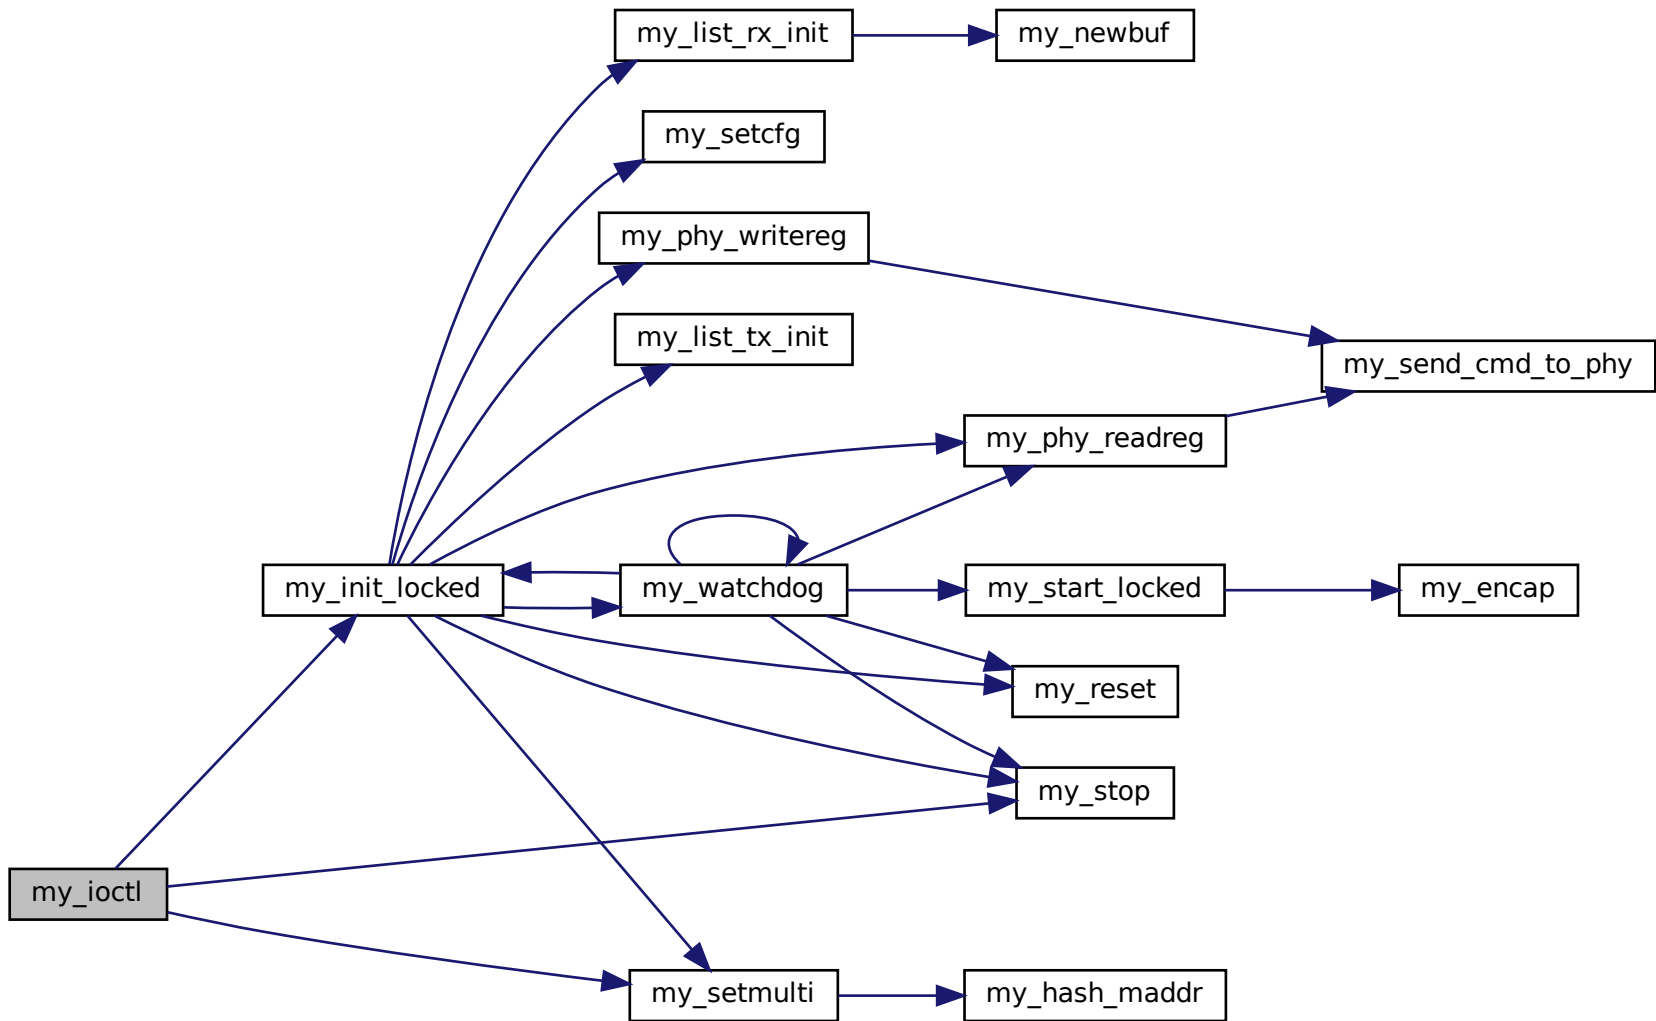 my_list_rx_init
my_newbuf
my_setcfg
my_phy_writereg
my_list_tx_init
my_send_cmd_to_phy
my_phy_readreg
my_init_locked
my_watchdog
my_start_locked
my_encap
my_reset
my_stop
my_ioctl
my_setmulti
my_hash_maddr